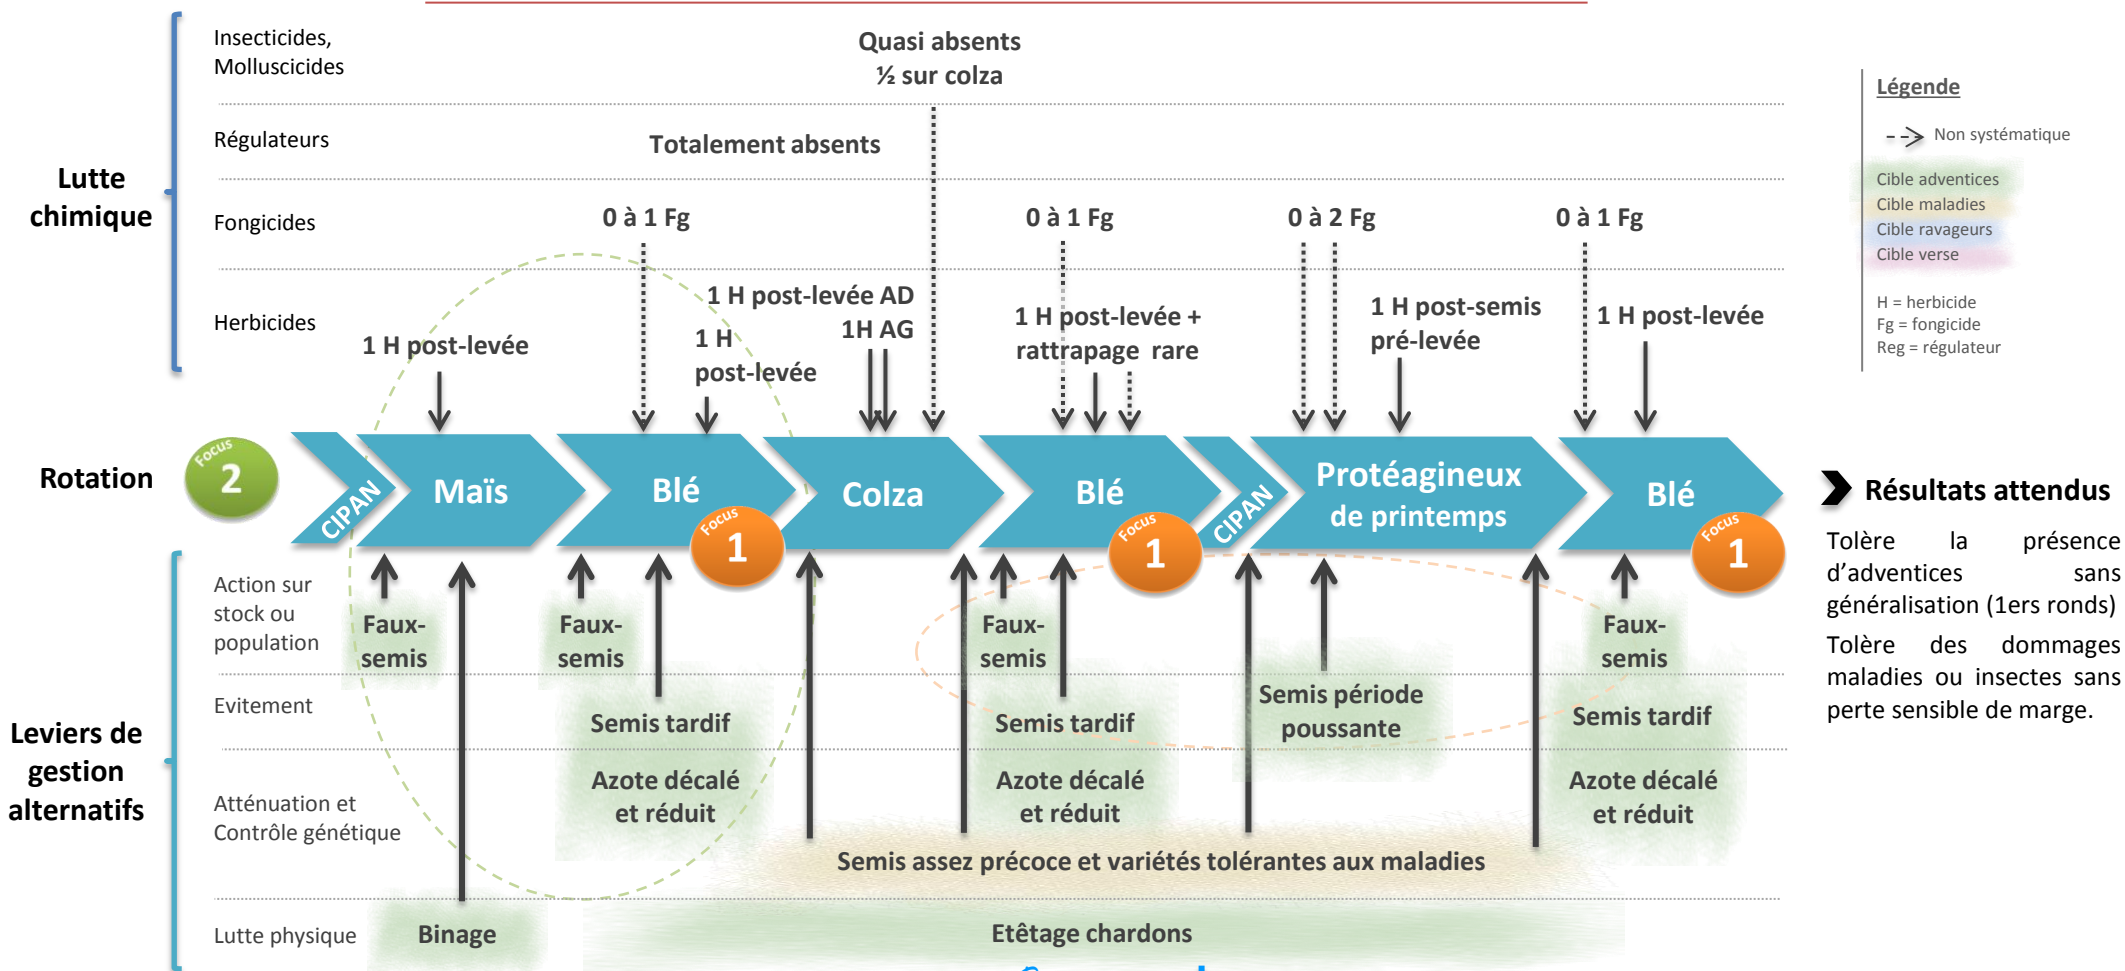 Insecticides,
Molluscicides
Quasi absents
½ sur colza
Régulateurs
Totalement absents
Lutte
chimique
Fongicides
0 à 1 Fg
0 à 1 Fg
0 à 2 Fg
0 à 1 Fg
Herbicides
1 H post-levée
1 H
post-levée
1 H post-levée AD
1H AG
1 H post-levée +
rattrapage rare
1 H post-semis
pré-levée
1 H post-levée
Légende
Non systématique
Cible adventices
Cible maladies
Cible ravageurs
Cible verse
H = herbicide
Fg = fongicide
Reg = régulateur
Rotation
Focus
2
CIPAN
Maïs
Blé
Focus
1
Colza
Blé
Focus
1
CIPAN
Protéagineux
de printemps
Blé
Focus
1
Résultats attendus
Tolère la présence
d’adventices sans
généralisation (1ers ronds)
Tolère des dommages
maladies ou insectes sans
perte sensible de marge.
Leviers de
gestion
alternatifs
Action sur
stock ou
population
Faux-
semis
Faux-
semis
Faux-
semis
Faux-
semis
Evitement
Semis tardif
Semis tardif
Semis période
poussante
Semis tardif
Atténuation et
Contrôle génétique
Azote décalé
et réduit
Azote décalé
et réduit
Azote décalé
et réduit
Semis assez précoce et variétés tolérantes aux maladies
Lutte physique
Binage
Etêtage chardons